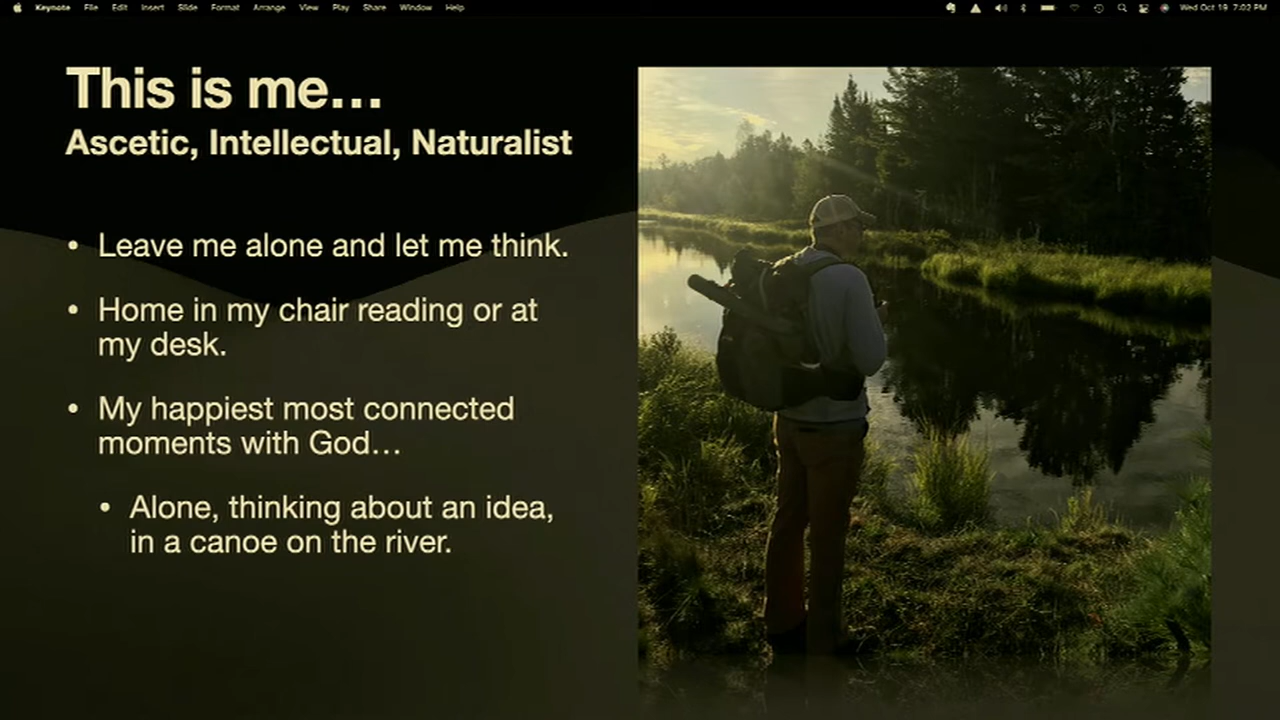 Keynote File Edit Insert Slide Format Arrange View Play Share Window Help Wed Oct 19 7:02 PM
This is me...
Ascetic, Intellectual, Naturalist
• Leave me alone and let me think.
• Home in my chair reading or at
my desk.
• My happiest most connected
moments with God...
• Alone, thinking about an idea,
in a canoe on the river.